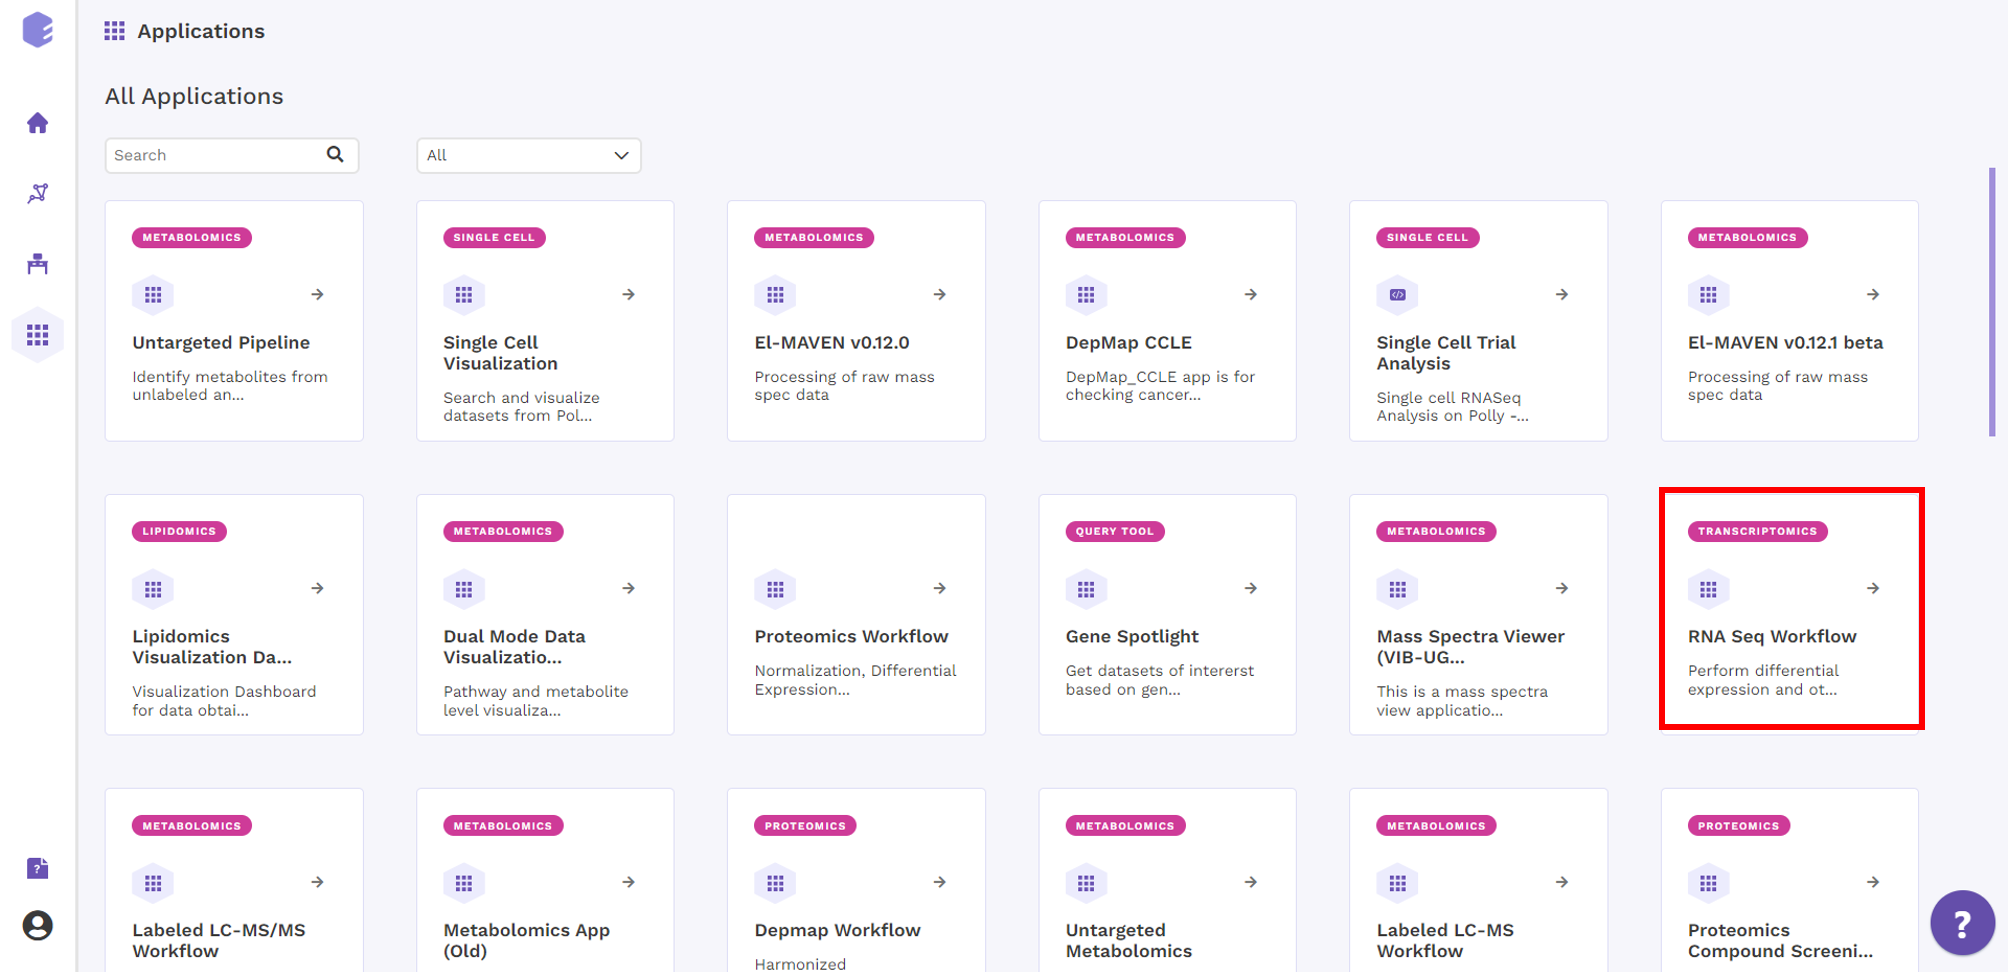 Applications
All Applications
Search
All
METABOLOMICS
Untargeted Pipeline
Identify metabolites from
unlabeled an...
SINGLE CELL
Single Cell
Visualization
Search and visualize
datasets from Pol...
METABOLOMICS
El-MAVEN v0.12.0
Processing of raw mass
spec data
METABOLOMICS
DepMap CCLE
DepMap_CCLE app is for
checking cancer...
SINGLE CELL
Single Cell Trial
Analysis
Single cell RNASeq
Analysis on Polly -...
METABOLOMICS
El-MAVEN v0.12.1 beta
Processing of raw mass
spec data
LIPIDOMICS
Lipidomics
Visualization Da...
Visualization Dashboard
for data obtai...
METABOLOMICS
Dual Mode Data
Visualizatio...
Pathway and metabolite
level visualiza...
Proteomics Workflow
Normalization, Differential
Expression...
QUERY TOOL
Gene Spotlight
Get datasets of intererst
based on gen...
METABOLOMICS
Mass Spectra Viewer
(VIB-UG...
This is a mass spectra
view applicatio...
TRANSCRIPTOMICS
RNA Seq Workflow
Perform differential
expression and ot...
METABOLOMICS
Labeled LC-MS/MS
Workflow
METABOLOMICS
Metabolomics App
(Old)
PROTEOMICS
Depmap Workflow
Harmonized
METABOLOMICS
Untargeted
Metabolomics
METABOLOMICS
Labeled LC-MS
Workflow
PROTEOMICS
Proteomics
Compound Screeni...
?